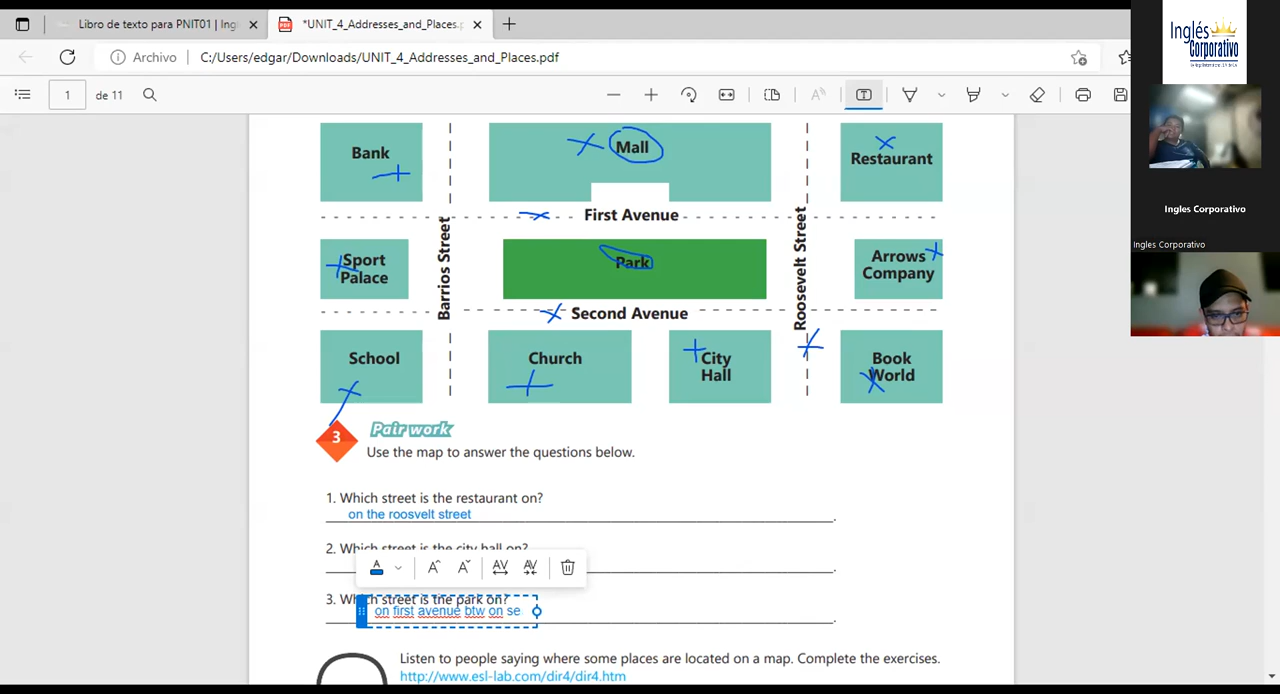 Libro de texto para PNIT01 | Ingl
*UNIT_4_Addresses_and_Places.p
Archivo
C:/Users/edgar/Downloads/UNIT_4_Addresses_and_Places.pdf
1 de 11
Inglés
Corporativo
Ingles Corporativo
Ingles Corporativo
Bank
Mall
Restaurant
First Avenue
Barrios Street
Roosevelt Street
Sport
Palace
Park
Arrows
Company
Second Avenue
School
Church
City
Hall
Book
World
3
Pair work
Use the map to answer the questions below.
1. Which street is the restaurant on?
on the roosvelt street
2. Which street is the city hall on?
3. Which street is the park on?
on first avenue btw on se
Listen to people saying where some places are located on a map. Complete the exercises.
http://www.esl-lab.com/dir4/dir4.htm